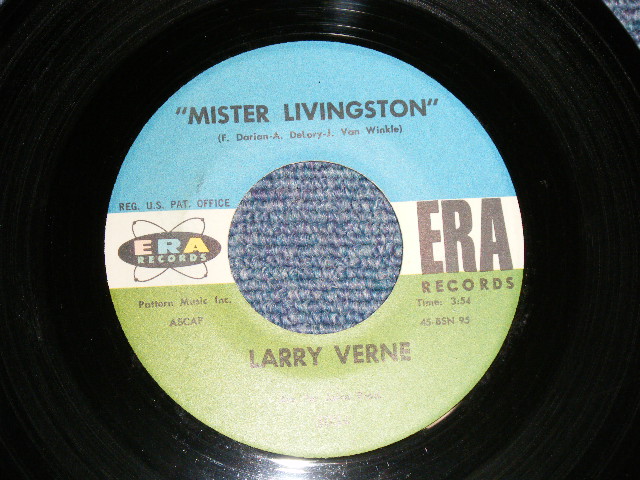 "MISTER LIVINGSTON"
(F. Darian-A. DeLory-J. Van Winkle)
REG. U.S. PAT. OFFICE
ERA
RECORDS
ERA
RECORDS
Pattern Music Inc.
ASCAP
Time: 3:54
45-BSN 95
LARRY VERNE